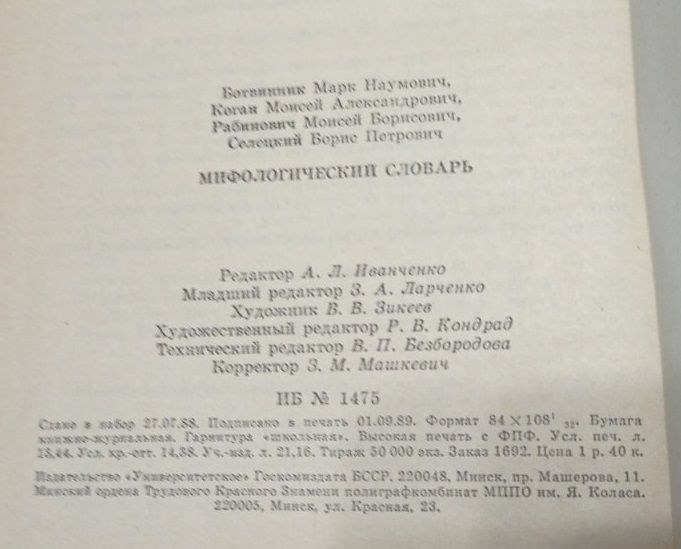 Ботвинник Марк Наумович,
Коган Моисей Александрович,
Рабинович Моисей Борисович,
Селецкий Борис Петрович
МИФОЛОГИЧЕСКИЙ СЛОВАРЬ
Редактор А. Л. Иванченко
Младший редактор З. А. Ларченко
Художник В. В. Зикеев
Художественный редактор Р. В. Кондрад
Технический редактор В. П. Безбородова
Корректор З. М. Машкевич
ИБ № 1475
Сдано в набор 27.07.88. Подписано в печать 01.09.89. Формат 84×108¹ ₃₂. Бумага
книжно-журнальная. Гарнитура «школьная». Высокая печать с ФПФ. Усл. печ. л.
13,44. Усл. кр.-отт. 14,38. Уч.-изд. л. 21,16. Тираж 50 000 экз. Заказ 1692. Цена 1 р. 40 к.
Издательство «Университетское» Госкомиздата БССР. 220048, Минск, пр. Машерова, 11.
Минский ордена Трудового Красного Знамени полиграфкомбинат МППО им. Я. Коласа.
220005, Минск, ул. Красная, 23.